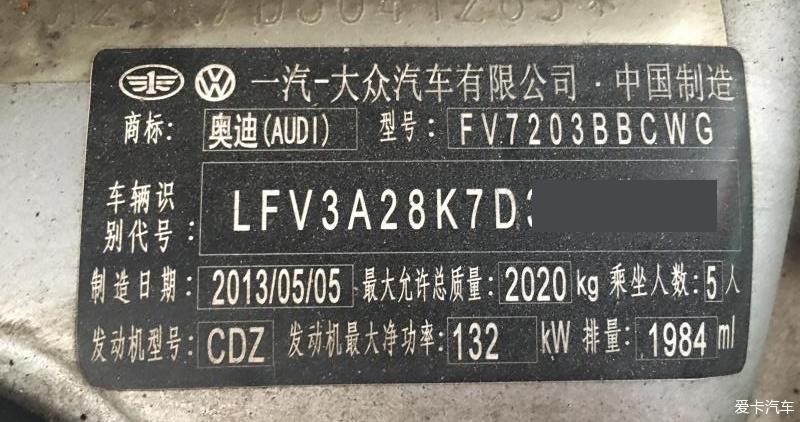 一汽-大众汽车有限公司·中国制造
商标: 奥迪(AUDI) 型号: FV7203BBCWG
车辆识
别代号: LFV3A28K7D3
制造日期: 2013/05/05 最大允许总质量: 2020 kg 乘坐人数: 5 人
发动机型号: CDZ 发动机最大净功率: 132 kW 排量: 1984 ml
爱卡汽车